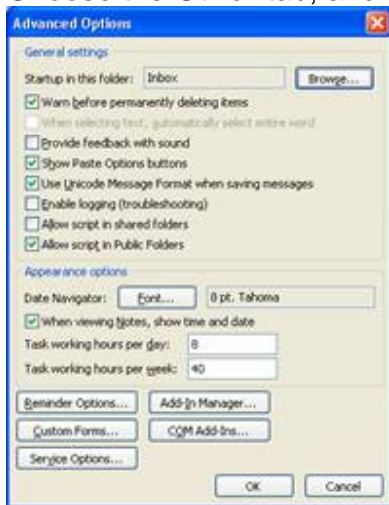 Advanced Options
General settings
Startup in this folder: Inbox Browse...
Warn before permanently deleting items
When selecting text, automatically select entire word
Provide feedback with sound
Show Paste Options buttons
Use Unicode Message Format when saving messages
Enable logging (troubleshooting)
Allow script in shared folders
Allow script in Public Folders
Appearance options
Date Navigator: Font... 8 pt. Tahoma
When viewing Notes, show time and date
Task working hours per day: 8
Task working hours per week: 40
Reminder Options... Add-In Manager...
Custom Forms... COM Add-Ins...
Service Options...
OK Cancel